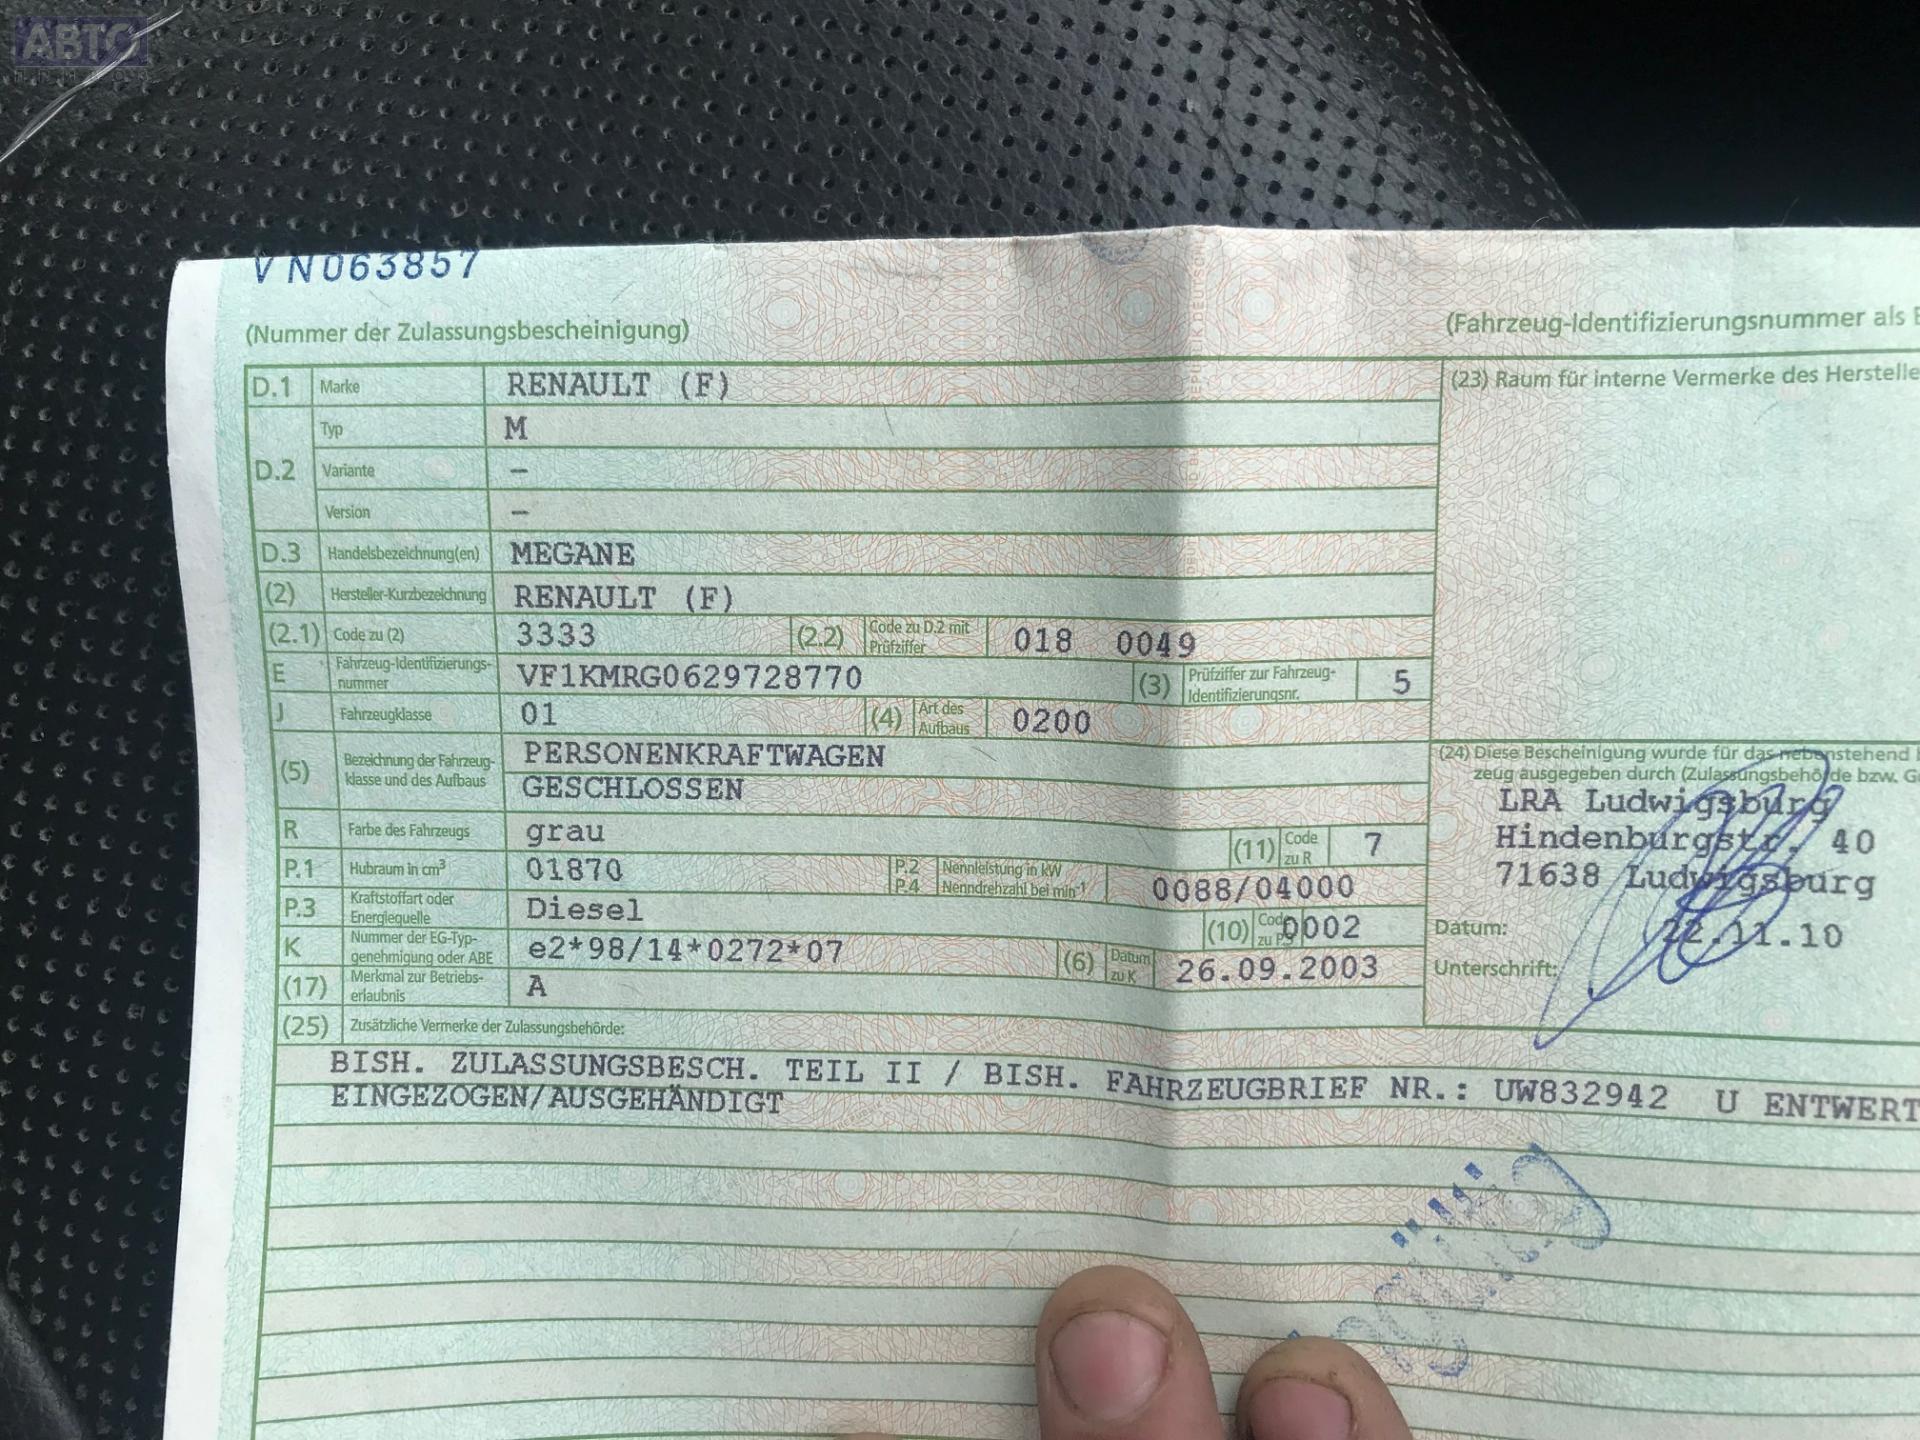 АВТО
VN063857
(Nummer der Zulassungsbescheinigung)
(Fahrzeug-Identifizierungsnummer als
D.1 Marke RENAULT (F)
D.2 Typ M
Variante –
Version –
D.3 Handelsbezeichnung(en) MEGANE
(2) Hersteller-Kurzbezeichnung RENAULT (F)
(2.1) Code zu (2) 3333 (2.2) Code zu D.2 mit Prüfziffer 018 0049
E Fahrzeug-Identifizierungs-
nummer VF1KMRG0629728770 (3) Prüfziffer zur Fahrzeug-
Identifizierungsnr. 5
J Fahrzeugklasse 01 (4) Art des Aufbaus 0200
(5) Bezeichnung der Fahrzeug-
klasse und des Aufbaus PERSONENKRAFTWAGEN
GESCHLOSSEN
R Farbe des Fahrzeugs grau (11) Code zu R 7
P.1 Hubraum in cm³ 01870 P.2 Nennleistung in kW
P.4 Nenndrehzahl bei min-1 0088/04000
P.3 Kraftstoffart oder
Energiequelle Diesel (10) Code zu P.3 0002
K Nummer der EG-Typ-
genehmigung oder ABE e2*98/14*0272*07 (6) Datum zu K 26.09.2003
(17) Merkmal zur Betriebs-
erlaubnis A
(25) Zusätzliche Vermerke der Zulassungsbehörde:
BISH. ZULASSUNGSBESCH. TEIL II / BISH. FAHRZEUGBRIEF NR.: UW832942 U ENTWERT
EINGEZOGEN/AUSGEHÄNDIGT
(23) Raum für interne Vermerke des Herstelle
(24) Diese Bescheinigung wurde für das nebenstehend
zeug ausgegeben durch (Zulassungsbehörde bzw.
LRA Ludwigsburg
Hindenburgstr. 40
71638 Ludwigsburg
Datum: 22.11.10
Unterschrift: